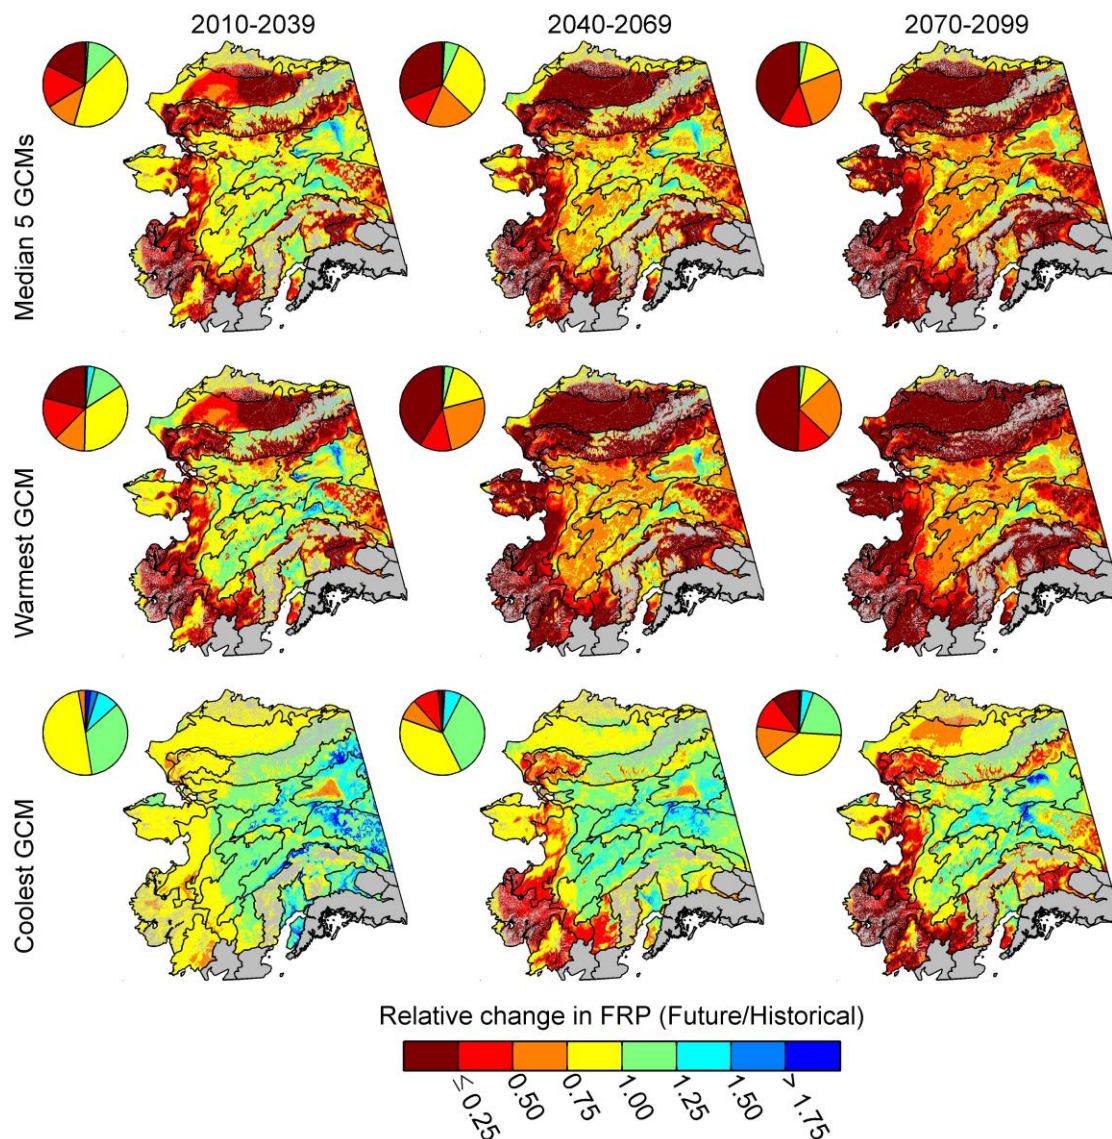 2010-2039 2040-2069 2070-2099
Median 5 GCMs
Warmest GCM
Coolest GCM
Relative change in FRP (Future/Historical)
≤ 0.25 0.50 0.75 1.00 1.25 1.50 > 1.75